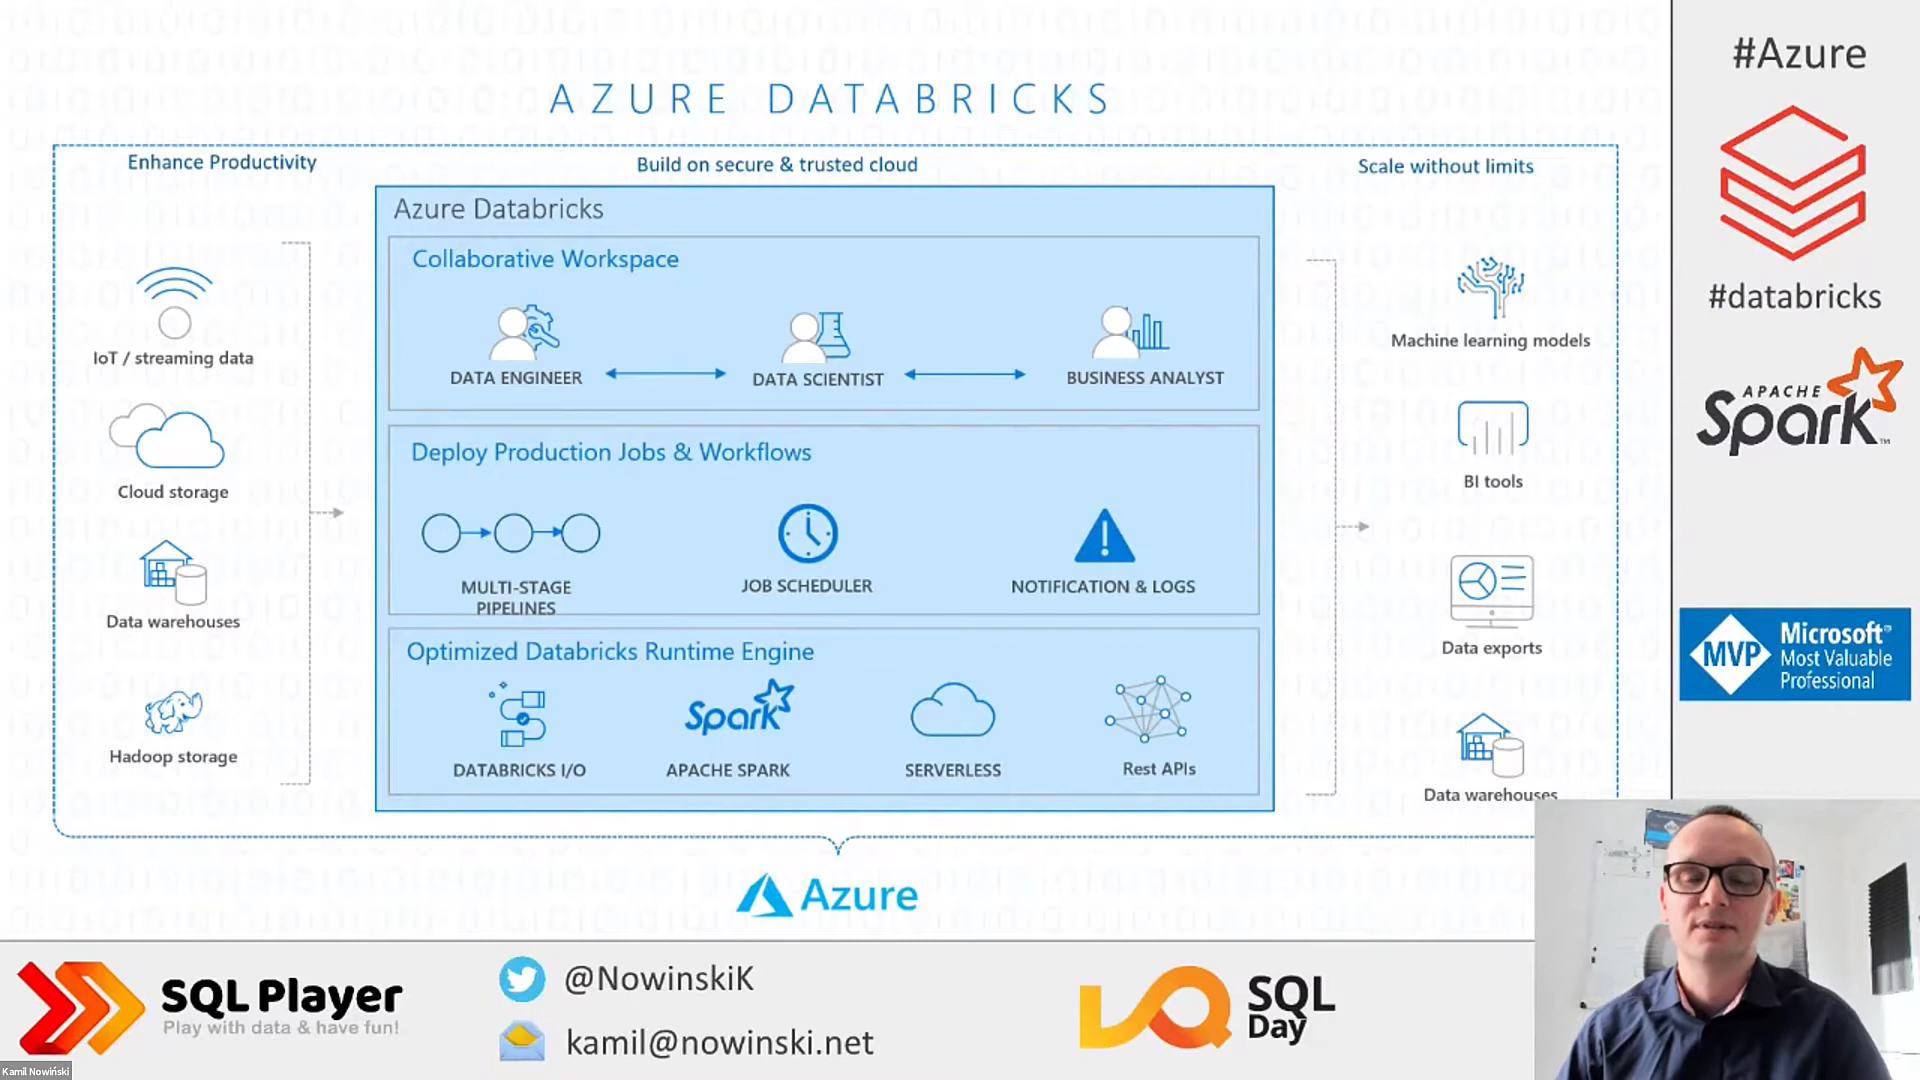 AZURE DATABRICKS
Enhance Productivity
Build on secure & trusted cloud
Scale without limits
Azure Databricks
Collaborative Workspace
DATA ENGINEER
DATA SCIENTIST
BUSINESS ANALYST
Deploy Production Jobs & Workflows
MULTI-STAGE
PIPELINES
JOB SCHEDULER
NOTIFICATION & LOGS
Optimized Databricks Runtime Engine
Spark
DATABRICKS I/O
APACHE SPARK
SERVERLESS
Rest APIs
IoT / streaming data
Cloud storage
Data warehouses
Hadoop storage
Machine learning models
BI tools
Data exports
Data warehouses
Azure
#Azure
#databricks
APACHE
Spark™
MVP
Microsoft®
Most Valuable
Professional
SQL Player
Play with data & have fun!
@NowinskiK
kamil@nowinski.net
SQL
Day
Kamil Nowiński